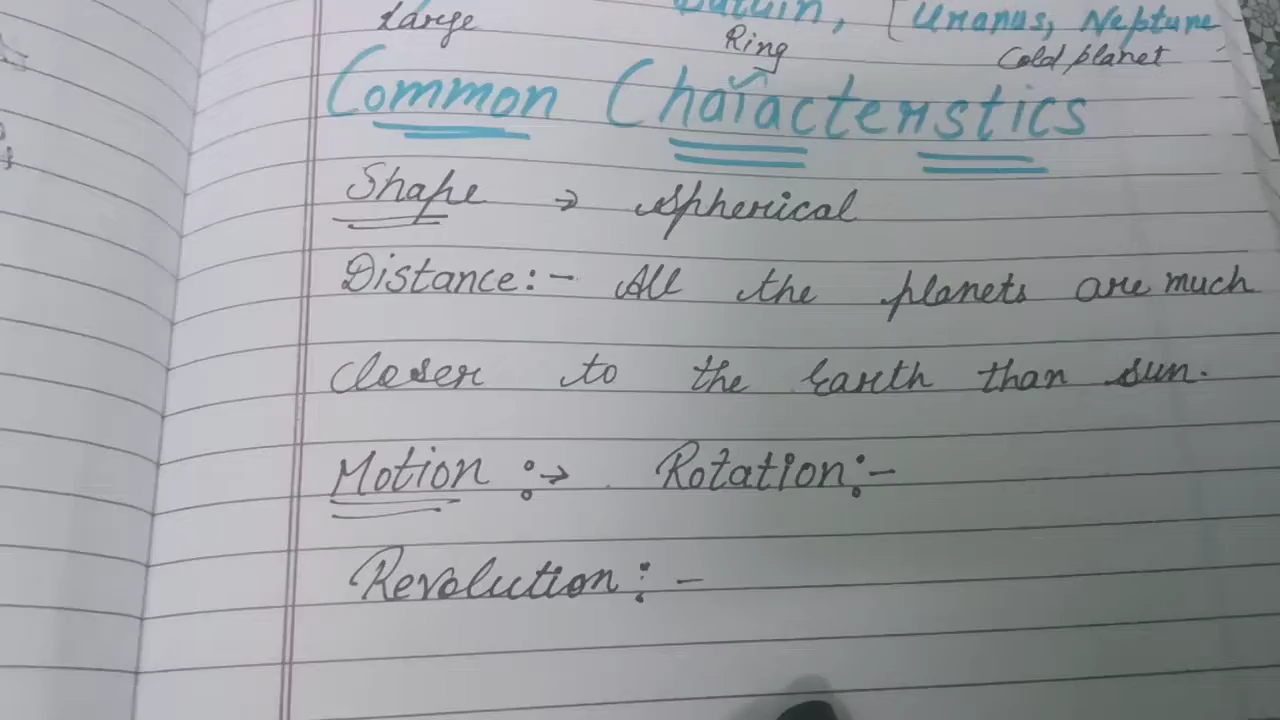 Large Ring Cold planet
[Uranus, Neptune
Common Characteristics
Shape → Spherical
Distance:- All the planets are much
closer to the Earth than sun.
Motion :→ Rotation:-
Revolution:-